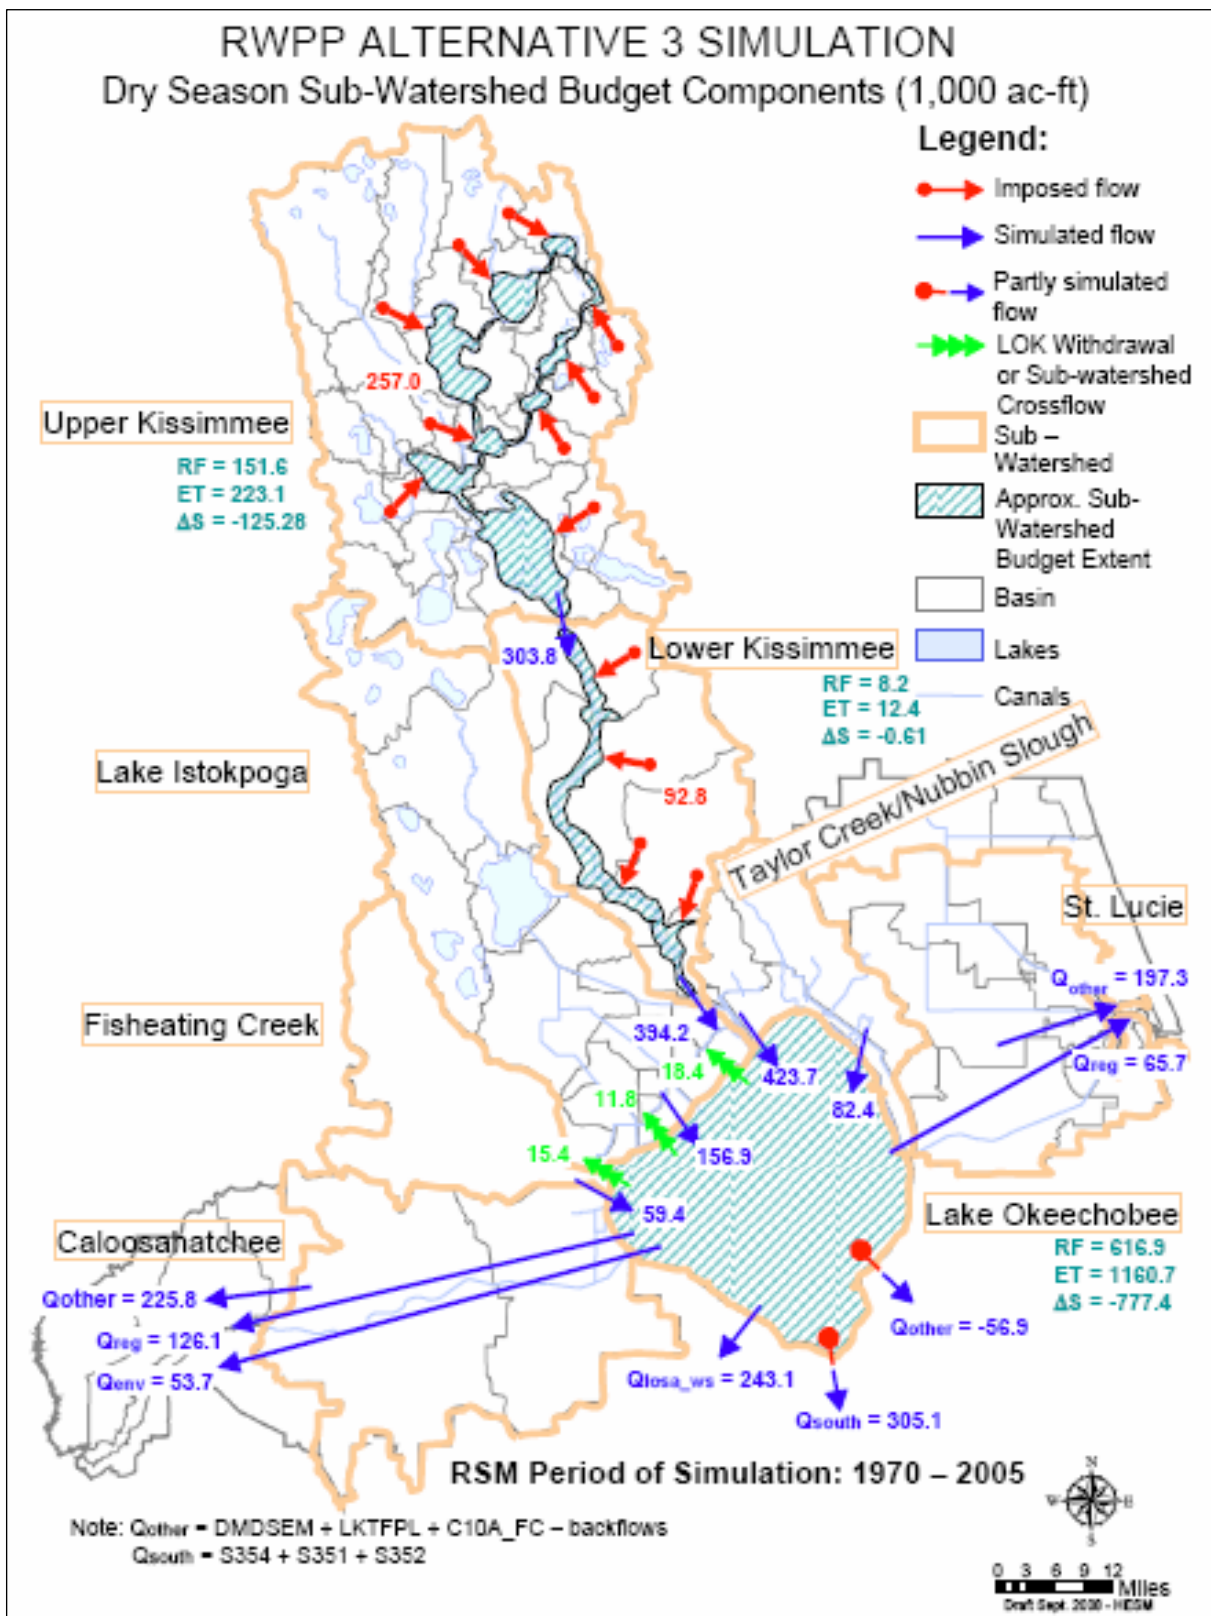 RWPP ALTERNATIVE 3 SIMULATION
Dry Season Sub-Watershed Budget Components (1,000 ac-ft)
Legend:
Imposed flow
Simulated flow
Partly simulated
flow
LOK Withdrawal
or Sub-watershed
Crossflow
Sub –
Watershed
Approx. Sub-
Watershed
Budget Extent
Basin
Lakes
Canals
257.0
Upper Kissimmee
RF = 151.6
ET = 223.1
ΔS = -125.28
303.8
Lower Kissimmee
RF = 8.2
ET = 12.4
ΔS = -0.61
Lake Istokpoga
92.8
Taylor Creek/Nubbin Slough
St. Lucie
Qother = 197.3
Qreg = 65.7
Fisheating Creek
394.2
18.4
423.7
82.4
11.8
156.9
15.4
59.4
Lake Okeechobee
RF = 616.9
ET = 1160.7
ΔS = -777.4
Caloosahatchee
Qother = 225.8
Qreg = 126.1
Qenv = 53.7
Qother = -56.9
Qlosa_ws = 243.1
Qsouth = 305.1
RSM Period of Simulation: 1970 – 2005
N
W E
S
Note: Qother = DMDSEM + LKTFPL + C10A_FC – backflows
Qsouth = S354 + S351 + S352
0 3 6 9 12
Miles
Draft Sept. 2008 - HESM